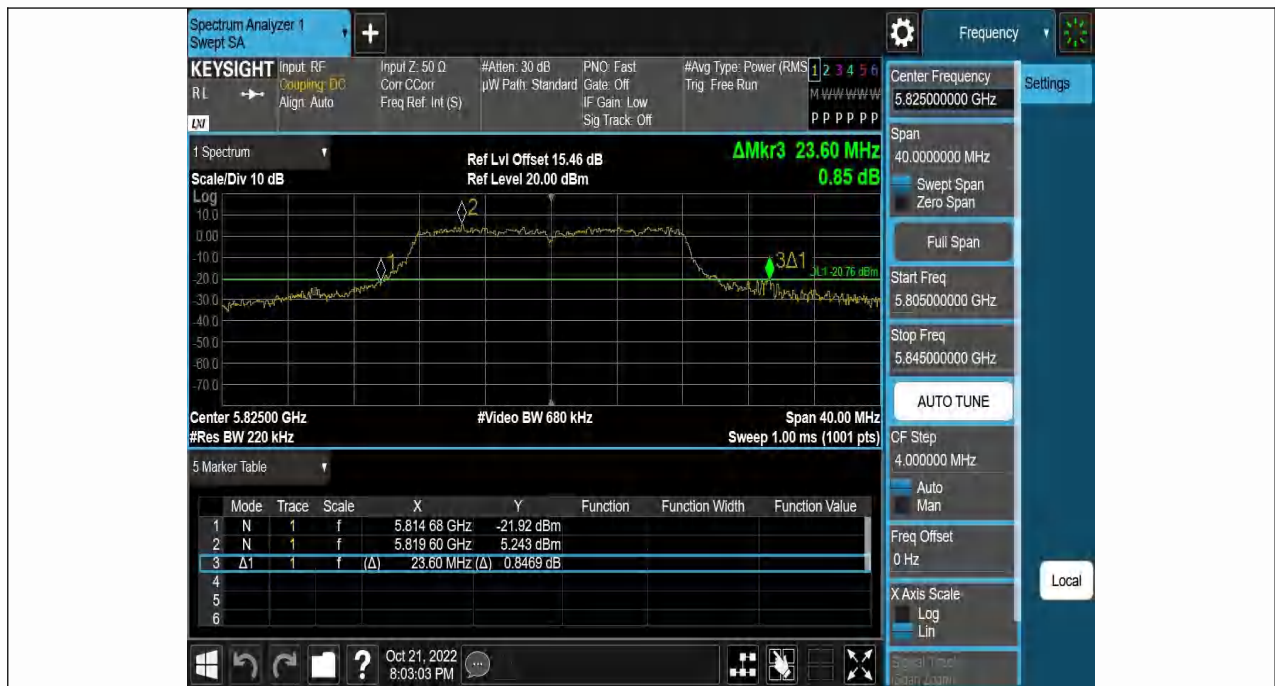 Spectrum Analyzer 1
Swept SA
+
Frequency
KEYSIGHT
RL
LXI
Input: RF
Coupling: DC
Align: Auto
Input Z: 50 Ω
Corr CCorr
Freq Ref: Int (S)
#Atten: 30 dB
µW Path: Standard
PNO: Fast
Gate: Off
IF Gain: Low
Sig Track: Off
#Avg Type: Power (RMS
Trig: Free Run
1 2 3 4 5 6
M W W W W W
P P P P P P
Center Frequency
5.825000000 GHz
Settings
Span
40.0000000 MHz
Swept Span
Zero Span
Full Span
Start Freq
5.805000000 GHz
Stop Freq
5.845000000 GHz
AUTO TUNE
CF Step
4.000000 MHz
Auto
Man
Freq Offset
0 Hz
X Axis Scale
Log
Lin
Signal Track
(Span Zoom)
Local
1 Spectrum
Scale/Div 10 dB
Ref Lvl Offset 15.46 dB
Ref Level 20.00 dBm
ΔMkr3 23.60 MHz
0.85 dB
Log
10.0
0.00
-10.0
-20.0
-30.0
-40.0
-50.0
-60.0
-70.0
2
1
3Δ1
DL1 -20.76 dBm
Center 5.82500 GHz
#Video BW 680 kHz
Span 40.00 MHz
#Res BW 220 kHz
Sweep 1.00 ms (1001 pts)
5 Marker Table
Mode Trace Scale X Y Function Function Width Function Value
1 N 1 f 5.814 68 GHz -21.92 dBm
2 N 1 f 5.819 60 GHz 5.243 dBm
3 Δ1 1 f (Δ) 23.60 MHz (Δ) 0.8469 dB
4
5
6
?
Oct 21, 2022
8:03:03 PM